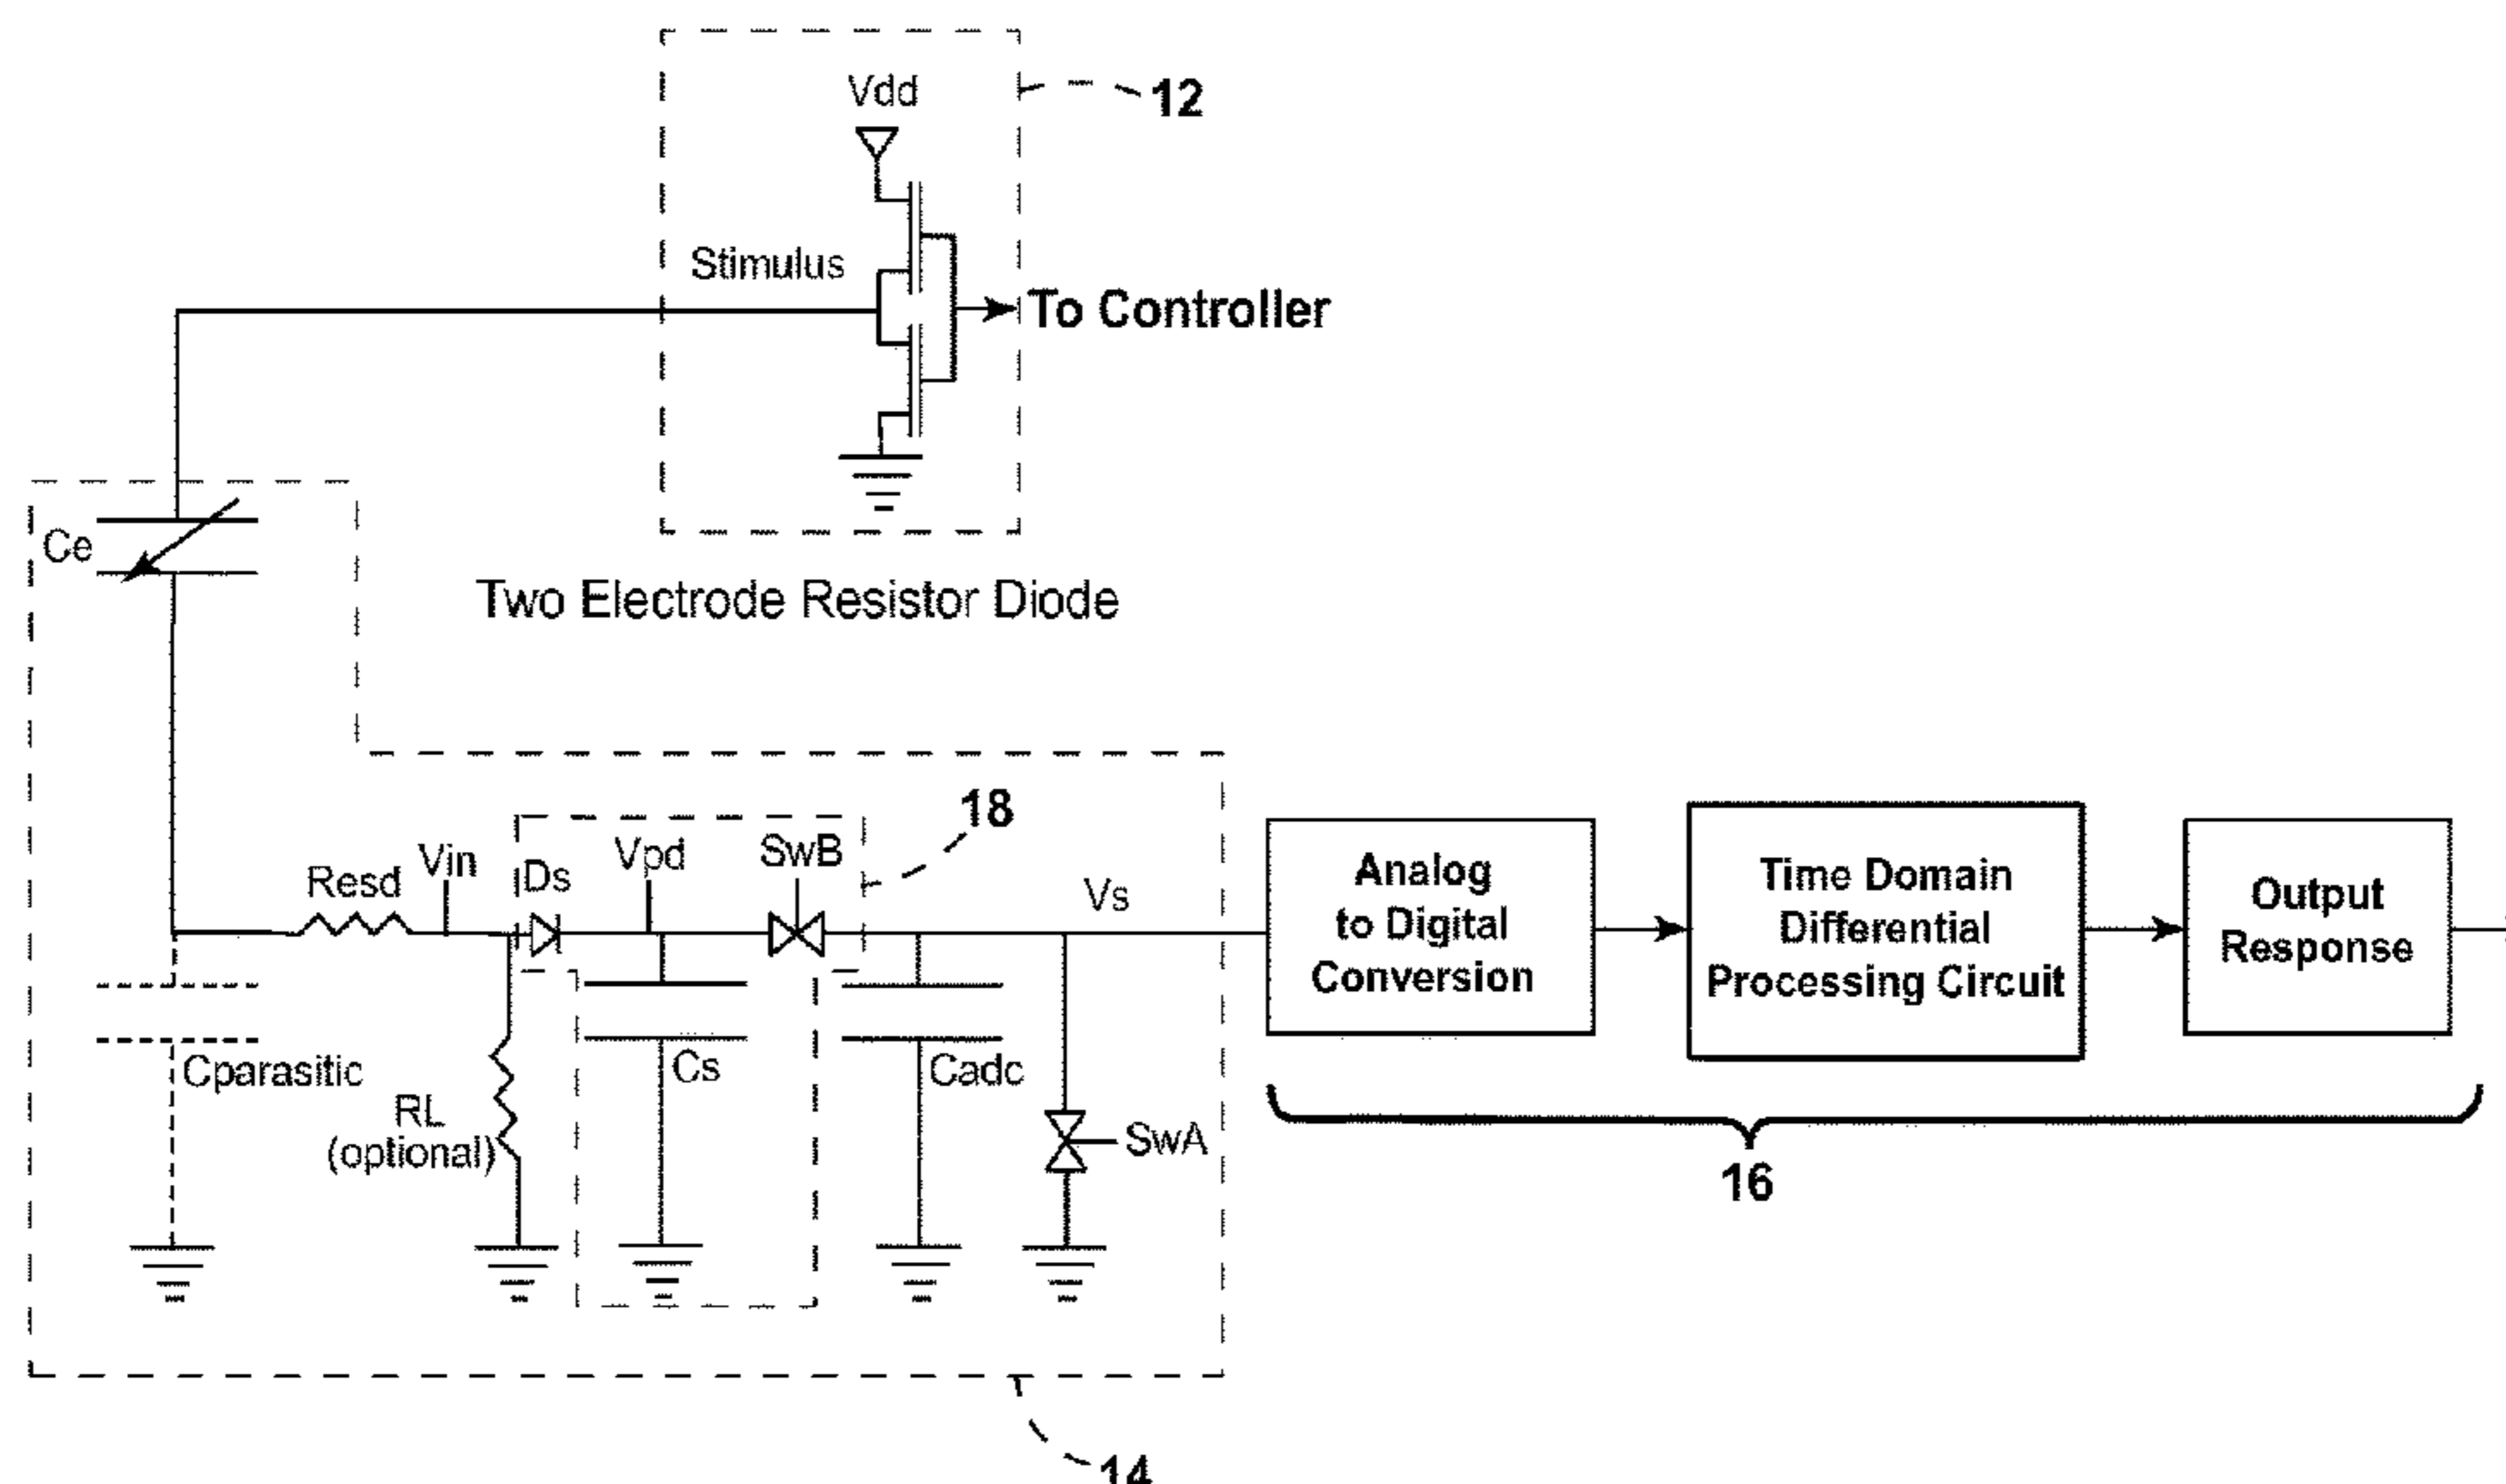 Vdd
12
Stimulus
To Controller
Ce
Two Electrode Resistor Diode
18
Resd
Vin
Ds
Vpd
SwB
Vs
Analog
to Digital
Conversion
Time Domain
Differential
Processing Circuit
Output
Response
Cparasitic
RL
(optional)
Cs
Cadc
SwA
16
14